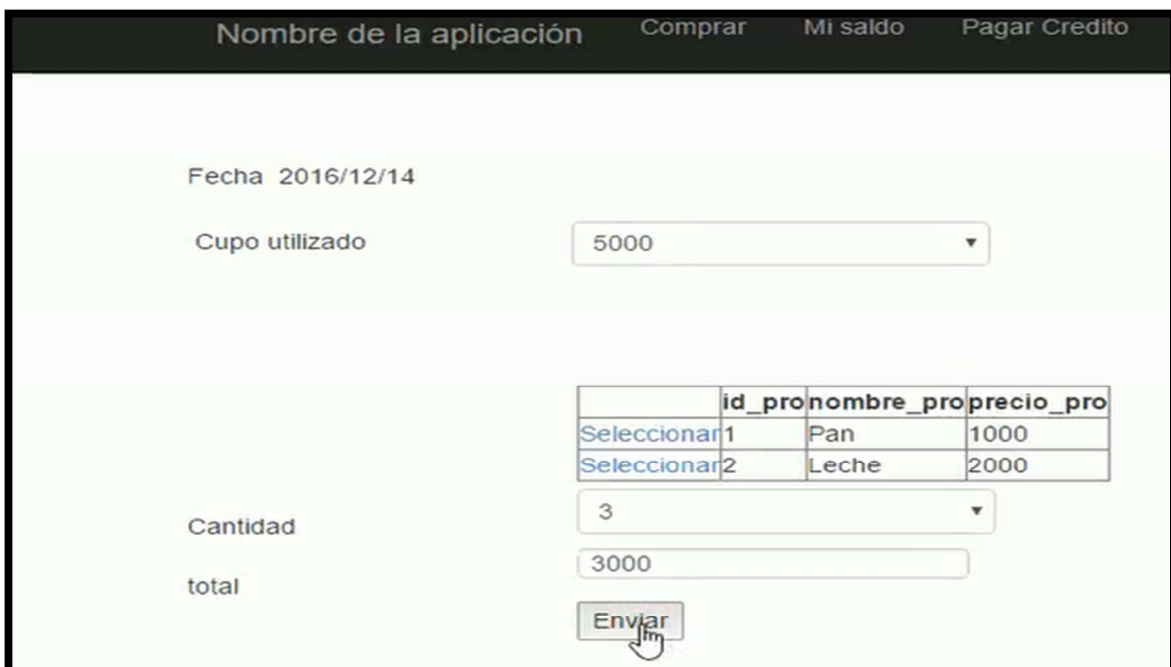 Nombre de la aplicación Comprar Mi saldo Pagar Credito
Fecha 2016/12/14
Cupo utilizado 5000
id_pro nombre_pro precio_pro
Seleccionar 1 Pan 1000
Seleccionar 2 Leche 2000
Cantidad 3
total 3000
Enviar